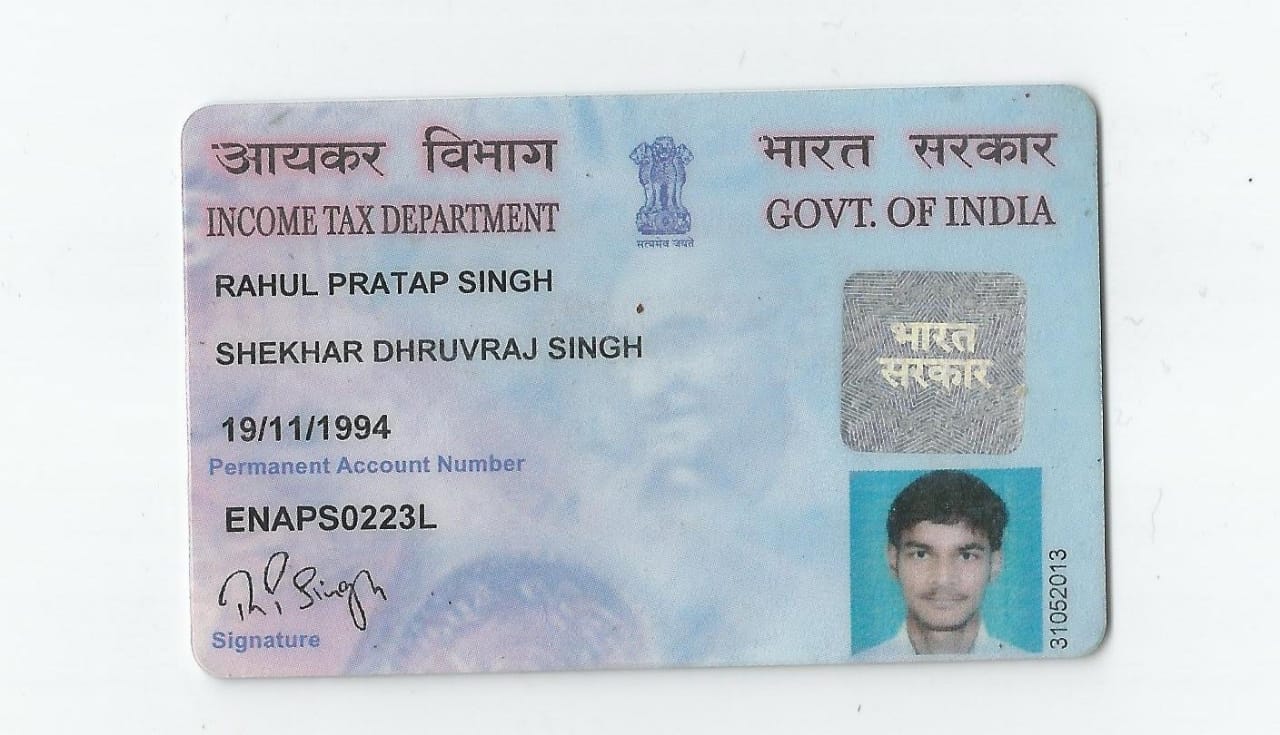 आयकर विभाग
भारत सरकार
INCOME TAX DEPARTMENT
GOVT. OF INDIA
सत्यमेव जयते
RAHUL PRATAP SINGH
SHEKHAR DHRUVRAJ SINGH
भारत
सरकार
19/11/1994
Permanent Account Number
ENAPS0223L
R P Singh
Signature
31052013